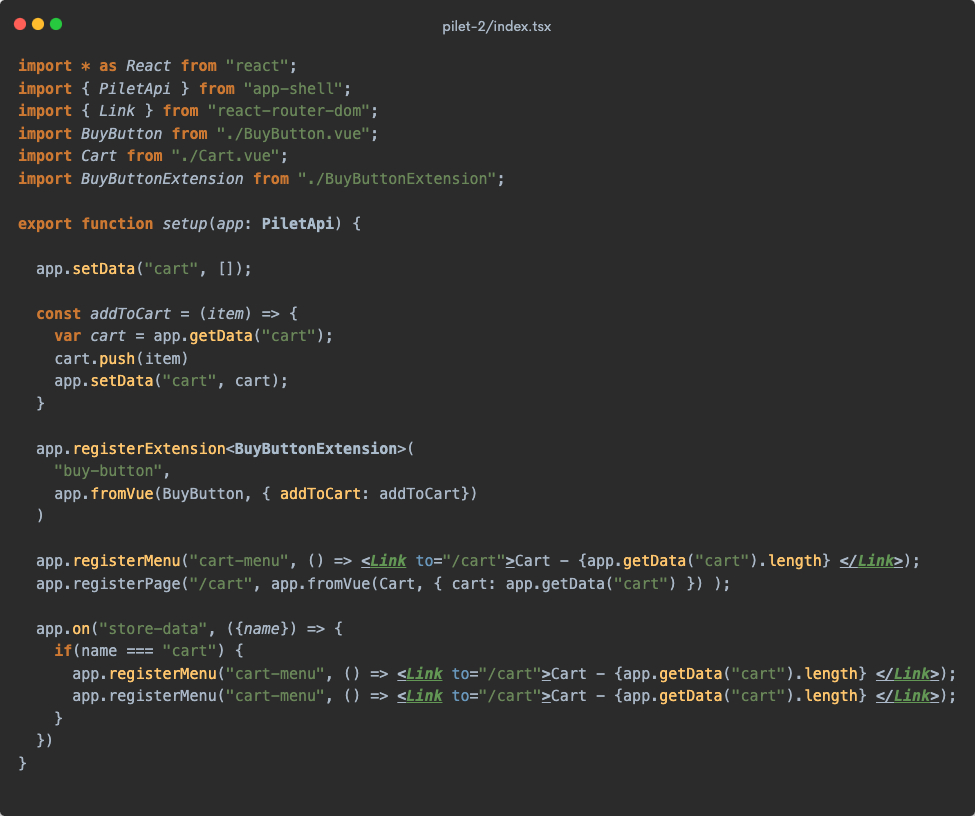 pilet-2/index.tsx
import * as React from "react";
import { PiletApi } from "app-shell";
import { Link } from "react-router-dom";
import BuyButton from "./BuyButton.vue";
import Cart from "./Cart.vue";
import BuyButtonExtension from "./BuyButtonExtension";
export function setup(app: PiletApi) {
app.setData("cart", []);
const addToCart = (item) => {
var cart = app.getData("cart");
cart.push(item)
app.setData("cart", cart);
}
app.registerExtension<BuyButtonExtension>(
"buy-button",
app.fromVue(BuyButton, { addToCart: addToCart})
)
app.registerMenu("cart-menu", () => <Link to="/cart">Cart - {app.getData("cart").length} </Link>);
app.registerPage("/cart", app.fromVue(Cart, { cart: app.getData("cart") }) );
app.on("store-data", ({name}) => {
if(name === "cart") {
app.registerMenu("cart-menu", () => <Link to="/cart">Cart - {app.getData("cart").length} </Link>);
app.registerMenu("cart-menu", () => <Link to="/cart">Cart - {app.getData("cart").length} </Link>);
}
})
}